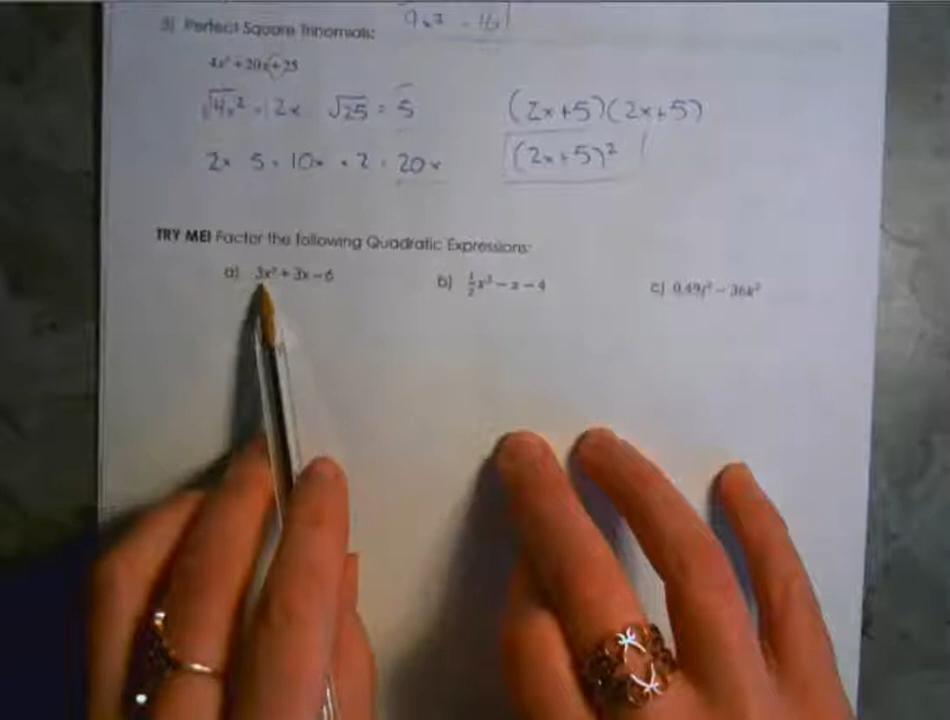 9x² - 16
5) Perfect Square Trinomials:
4x² + 20x + 25
√4x² = 2x √25 = 5 (2x+5)(2x+5)
2x · 5 = 10x · 2 = 20x (2x+5)²
TRY ME! Factor the following Quadratic Expressions:
a) 3x² + 3x - 6 b) ½x² - x - 4 c) 0.49t² - 36k²